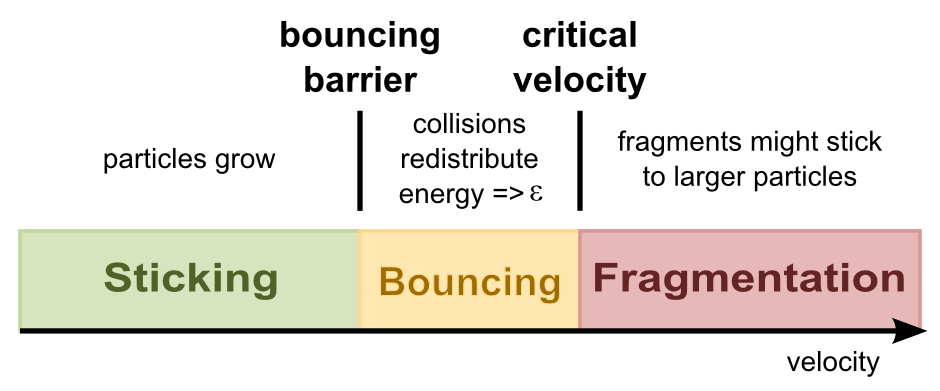 bouncing
barrier
critical
velocity
particles grow
collisions
redistribute
energy => ε
fragments might stick
to larger particles
Sticking
Bouncing
Fragmentation
velocity